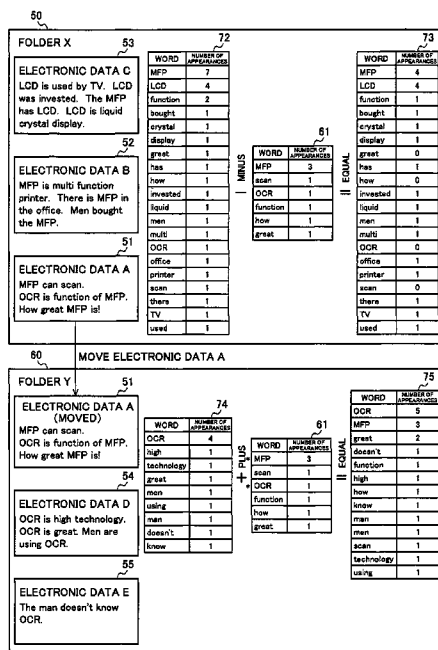 50
FOLDER X
53
ELECTRONIC DATA C
LCD is used by TV. LCD
was invested. The MFP
has LCD. LCD is liquid
crystal display.
52
ELECTRONIC DATA B
MFP is multi function
printer. There is MFP in
the office. Men bought
the MFP.
51
ELECTRONIC DATA A
MFP can scan.
OCR is function of MFP.
How great MFP is!
72
WORD NUMBER OF APPEARANCES
MFP 7
LCD 4
function 2
bought 1
crystal 1
display 1
great 1
has 1
how 1
invested 1
liquid 1
men 1
multi 1
OCR 1
office 1
printer 1
scan 1
there 1
TV 1
used 1
MINUS
61
WORD NUMBER OF APPEARANCES
MFP 3
scan 1
OCR 1
function 1
how 1
great 1
EQUAL
73
WORD NUMBER OF APPEARANCES
MFP 4
LCD 4
function 1
bought 1
crystal 1
display 1
great 0
has 1
how 0
invested 1
liquid 1
men 1
multi 1
OCR 0
office 1
printer 1
scan 0
there 1
TV 1
used 1
MOVE ELECTRONIC DATA A
60
FOLDER Y
51
ELECTRONIC DATA A
(MOVED)
MFP can scan.
OCR is function of MFP.
How great MFP is!
54
ELECTRONIC DATA D
OCR is high technology.
OCR is great. Men are
using OCR.
55
ELECTRONIC DATA E
The man doesn't know
OCR.
74
WORD NUMBER OF APPEARANCES
OCR 4
high 1
technology 1
great 1
men 1
using 1
man 1
doesn't 1
know 1
PLUS
61
WORD NUMBER OF APPEARANCES
MFP 3
scan 1
OCR 1
function 1
how 1
great 1
EQUAL
75
WORD NUMBER OF APPEARANCES
OCR 5
MFP 3
great 2
doesn't 1
function 1
high 1
how 1
know 1
man 1
men 1
scan 1
technology 1
using 1